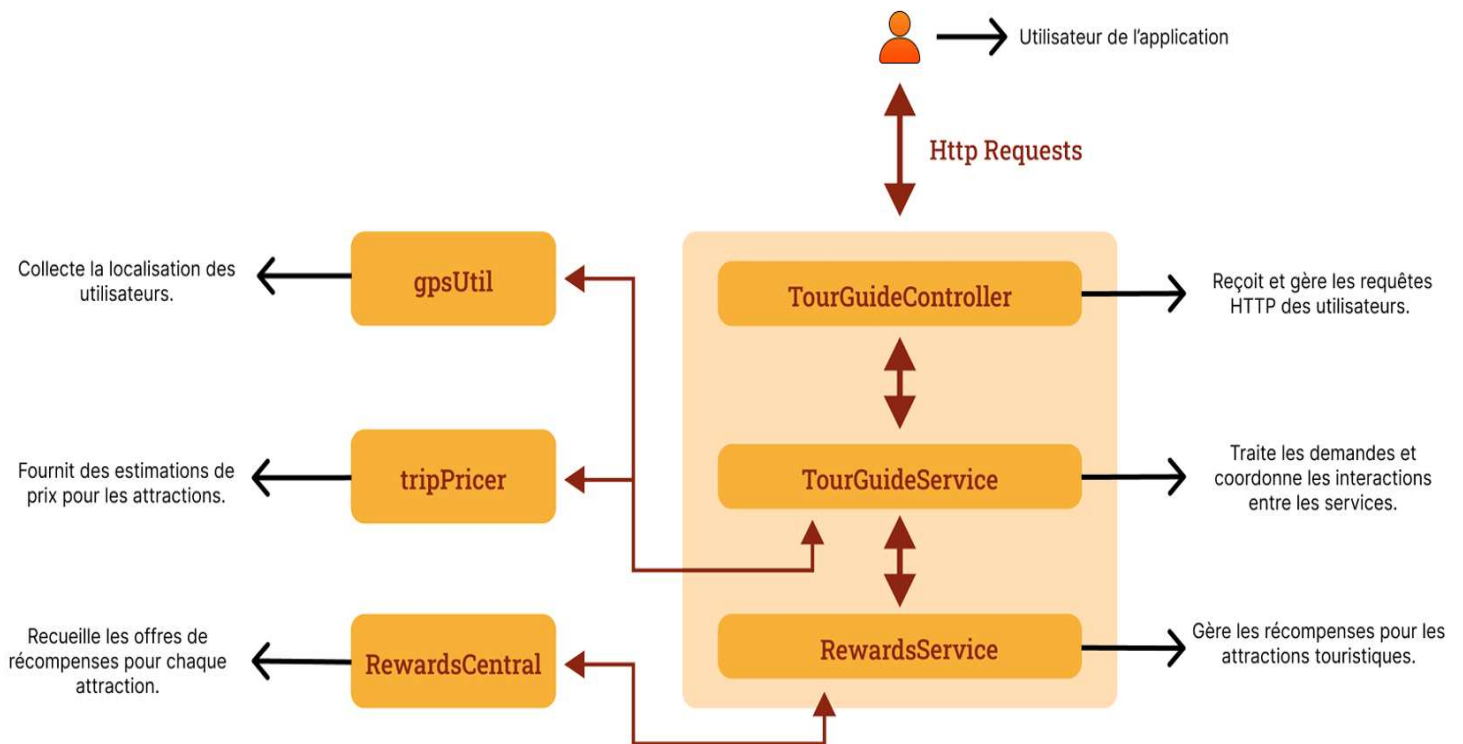 Utilisateur de l'application
Http Requests
Collecte la localisation des
utilisateurs.
gpsUtil
TourGuideController
Reçoit et gère les requêtes
HTTP des utilisateurs.
Fournit des estimations de
prix pour les attractions.
tripPricer
TourGuideService
Traite les demandes et
coordonne les interactions
entre les services.
Recueille les offres de
récompenses pour chaque
attraction.
RewardsCentral
RewardsService
Gère les récompenses pour les
attractions touristiques.